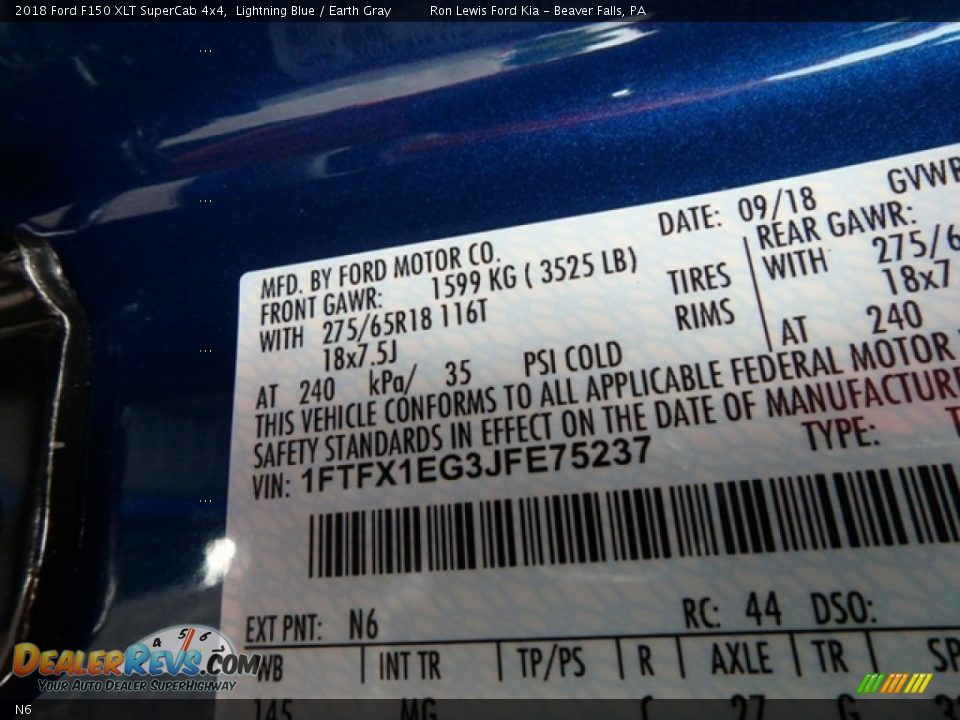 2018 Ford F150 XLT SuperCab 4x4, Lightning Blue / Earth Gray Ron Lewis Ford Kia - Beaver Falls, PA
MFD. BY FORD MOTOR CO. DATE: 09/18
FRONT GAWR: 1599 KG ( 3525 LB) REAR GAWR:
WITH 275/65R18 116T TIRES WITH
18x7.5J RIMS 18x7
AT 240 kPa/ 35 PSI COLD AT 240
THIS VEHICLE CONFORMS TO ALL APPLICABLE FEDERAL MOTOR
SAFETY STANDARDS IN EFFECT ON THE DATE OF
VIN: 1FTFX1EG3JFE75237 TYPE:
EXT PNT: N6 RC: 44 DSO:
WB INT TR TP/PS R AXLE TR
DEALERREVS.COM
YOUR AUTO DEALER SUPERHIGHWAY
N6